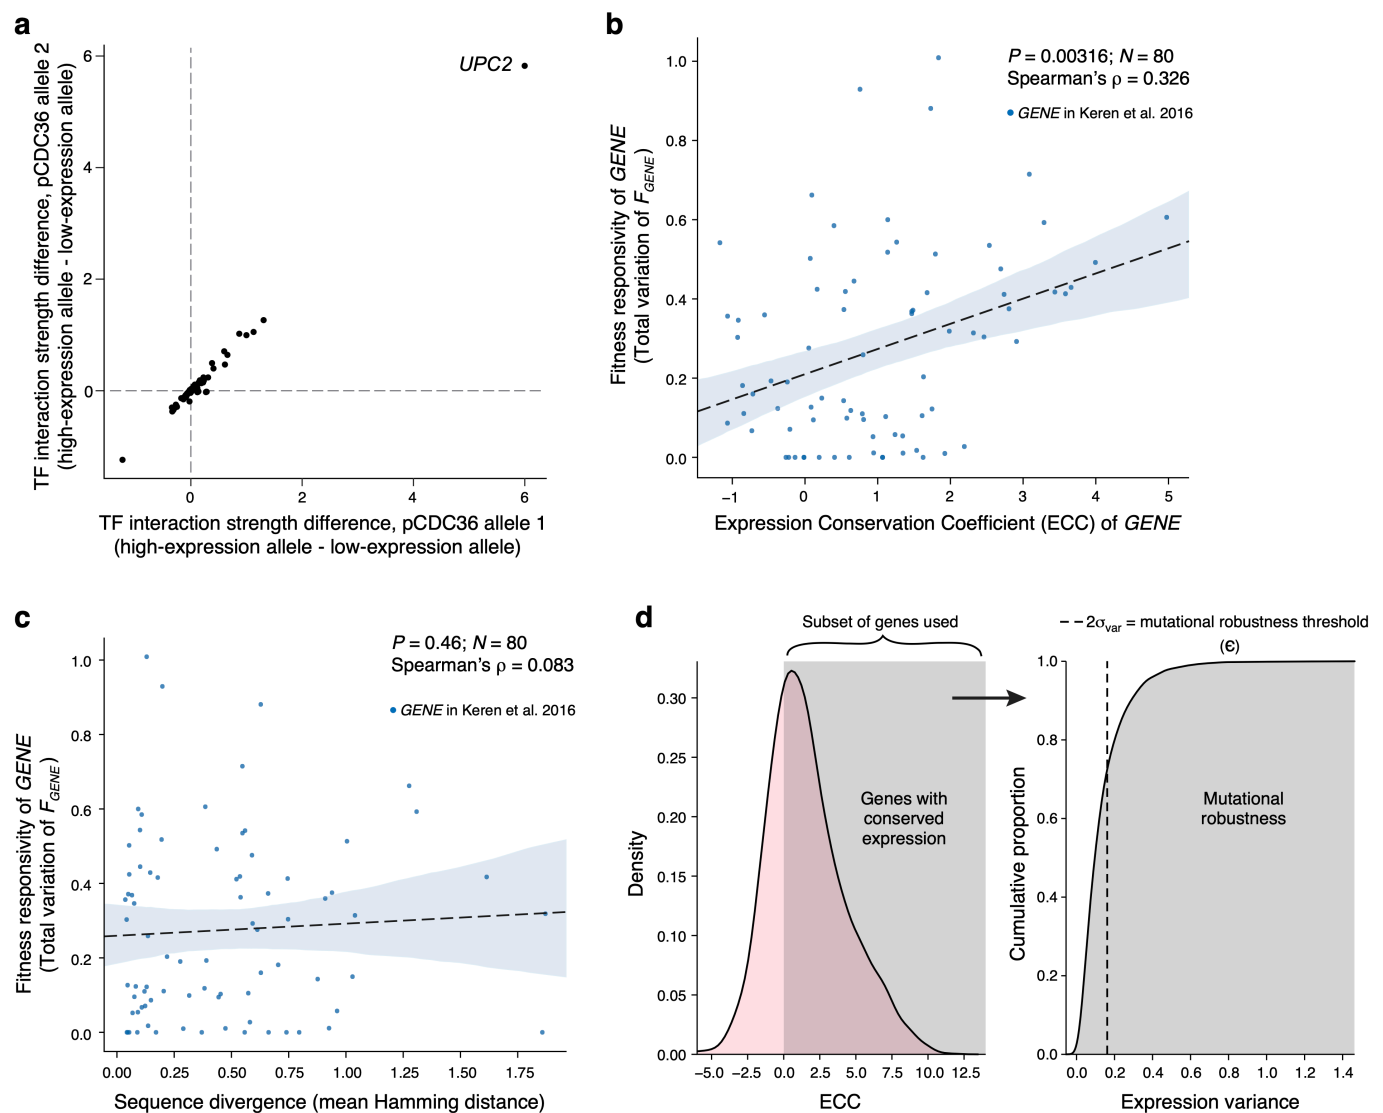 a
TF interaction strength difference, pCDC36 allele 2
(high-expression allele - low-expression allele)
6
4
2
0
UPC2
0
2
4
6
TF interaction strength difference, pCDC36 allele 1
(high-expression allele - low-expression allele)
b
Fitness responsivity of GENE
(Total variation of F_GENE)
1.0
0.8
0.6
0.4
0.2
0.0
P = 0.00316; N = 80
Spearman's ρ = 0.326
GENE in Keren et al. 2016
−1
0
1
2
3
4
5
Expression Conservation Coefficient (ECC) of GENE
c
Fitness responsivity of GENE
(Total variation of F_GENE)
1.0
0.8
0.6
0.4
0.2
0.0
P = 0.46; N = 80
Spearman's ρ = 0.083
GENE in Keren et al. 2016
0.00
0.25
0.50
0.75
1.00
1.25
1.50
1.75
Sequence divergence (mean Hamming distance)
d
Subset of genes used
Density
0.30
0.25
0.20
0.15
0.10
0.05
0.00
Genes with
conserved
expression
−5.0
−2.5
0.0
2.5
5.0
7.5
10.0
12.5
ECC
2σvar = mutational robustness threshold
(Є)
Cumulative proportion
1.0
0.8
0.6
0.4
0.2
0.0
Mutational
robustness
0.0
0.2
0.4
0.6
0.8
1.0
1.2
1.4
Expression variance